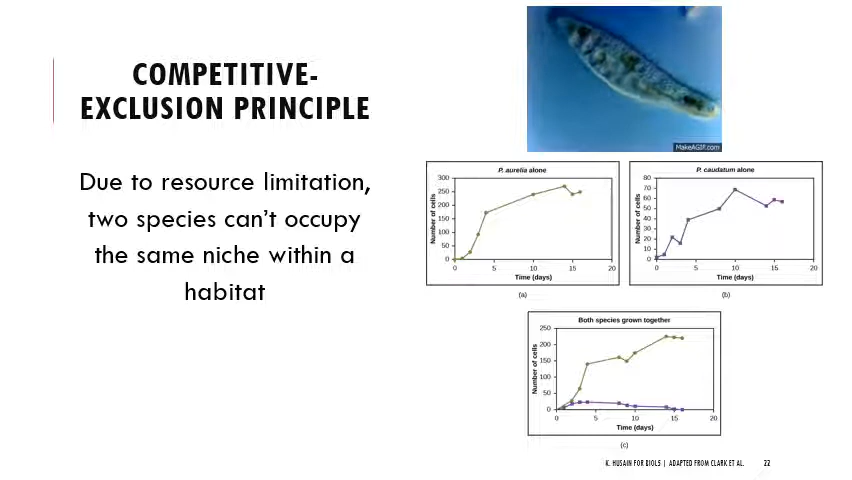 COMPETITIVE-
EXCLUSION PRINCIPLE
Due to resource limitation,
two species can't occupy
the same niche within a
habitat
MakeAGIF.com
P. aurelia alone
Number of cells
300
250
200
150
100
50
0
0 5 10 15 20
Time (days)
(a)
P. caudatum alone
Number of cells
80
70
60
50
40
30
20
10
0
0 5 10 15 20
Time (days)
(b)
Both species grown together
Number of cells
250
200
150
100
50
0
0 5 10 15 20
Time (days)
(c)
K. HUSAIN FOR BIOL5 | ADAPTED FROM CLARK ET AL. 22